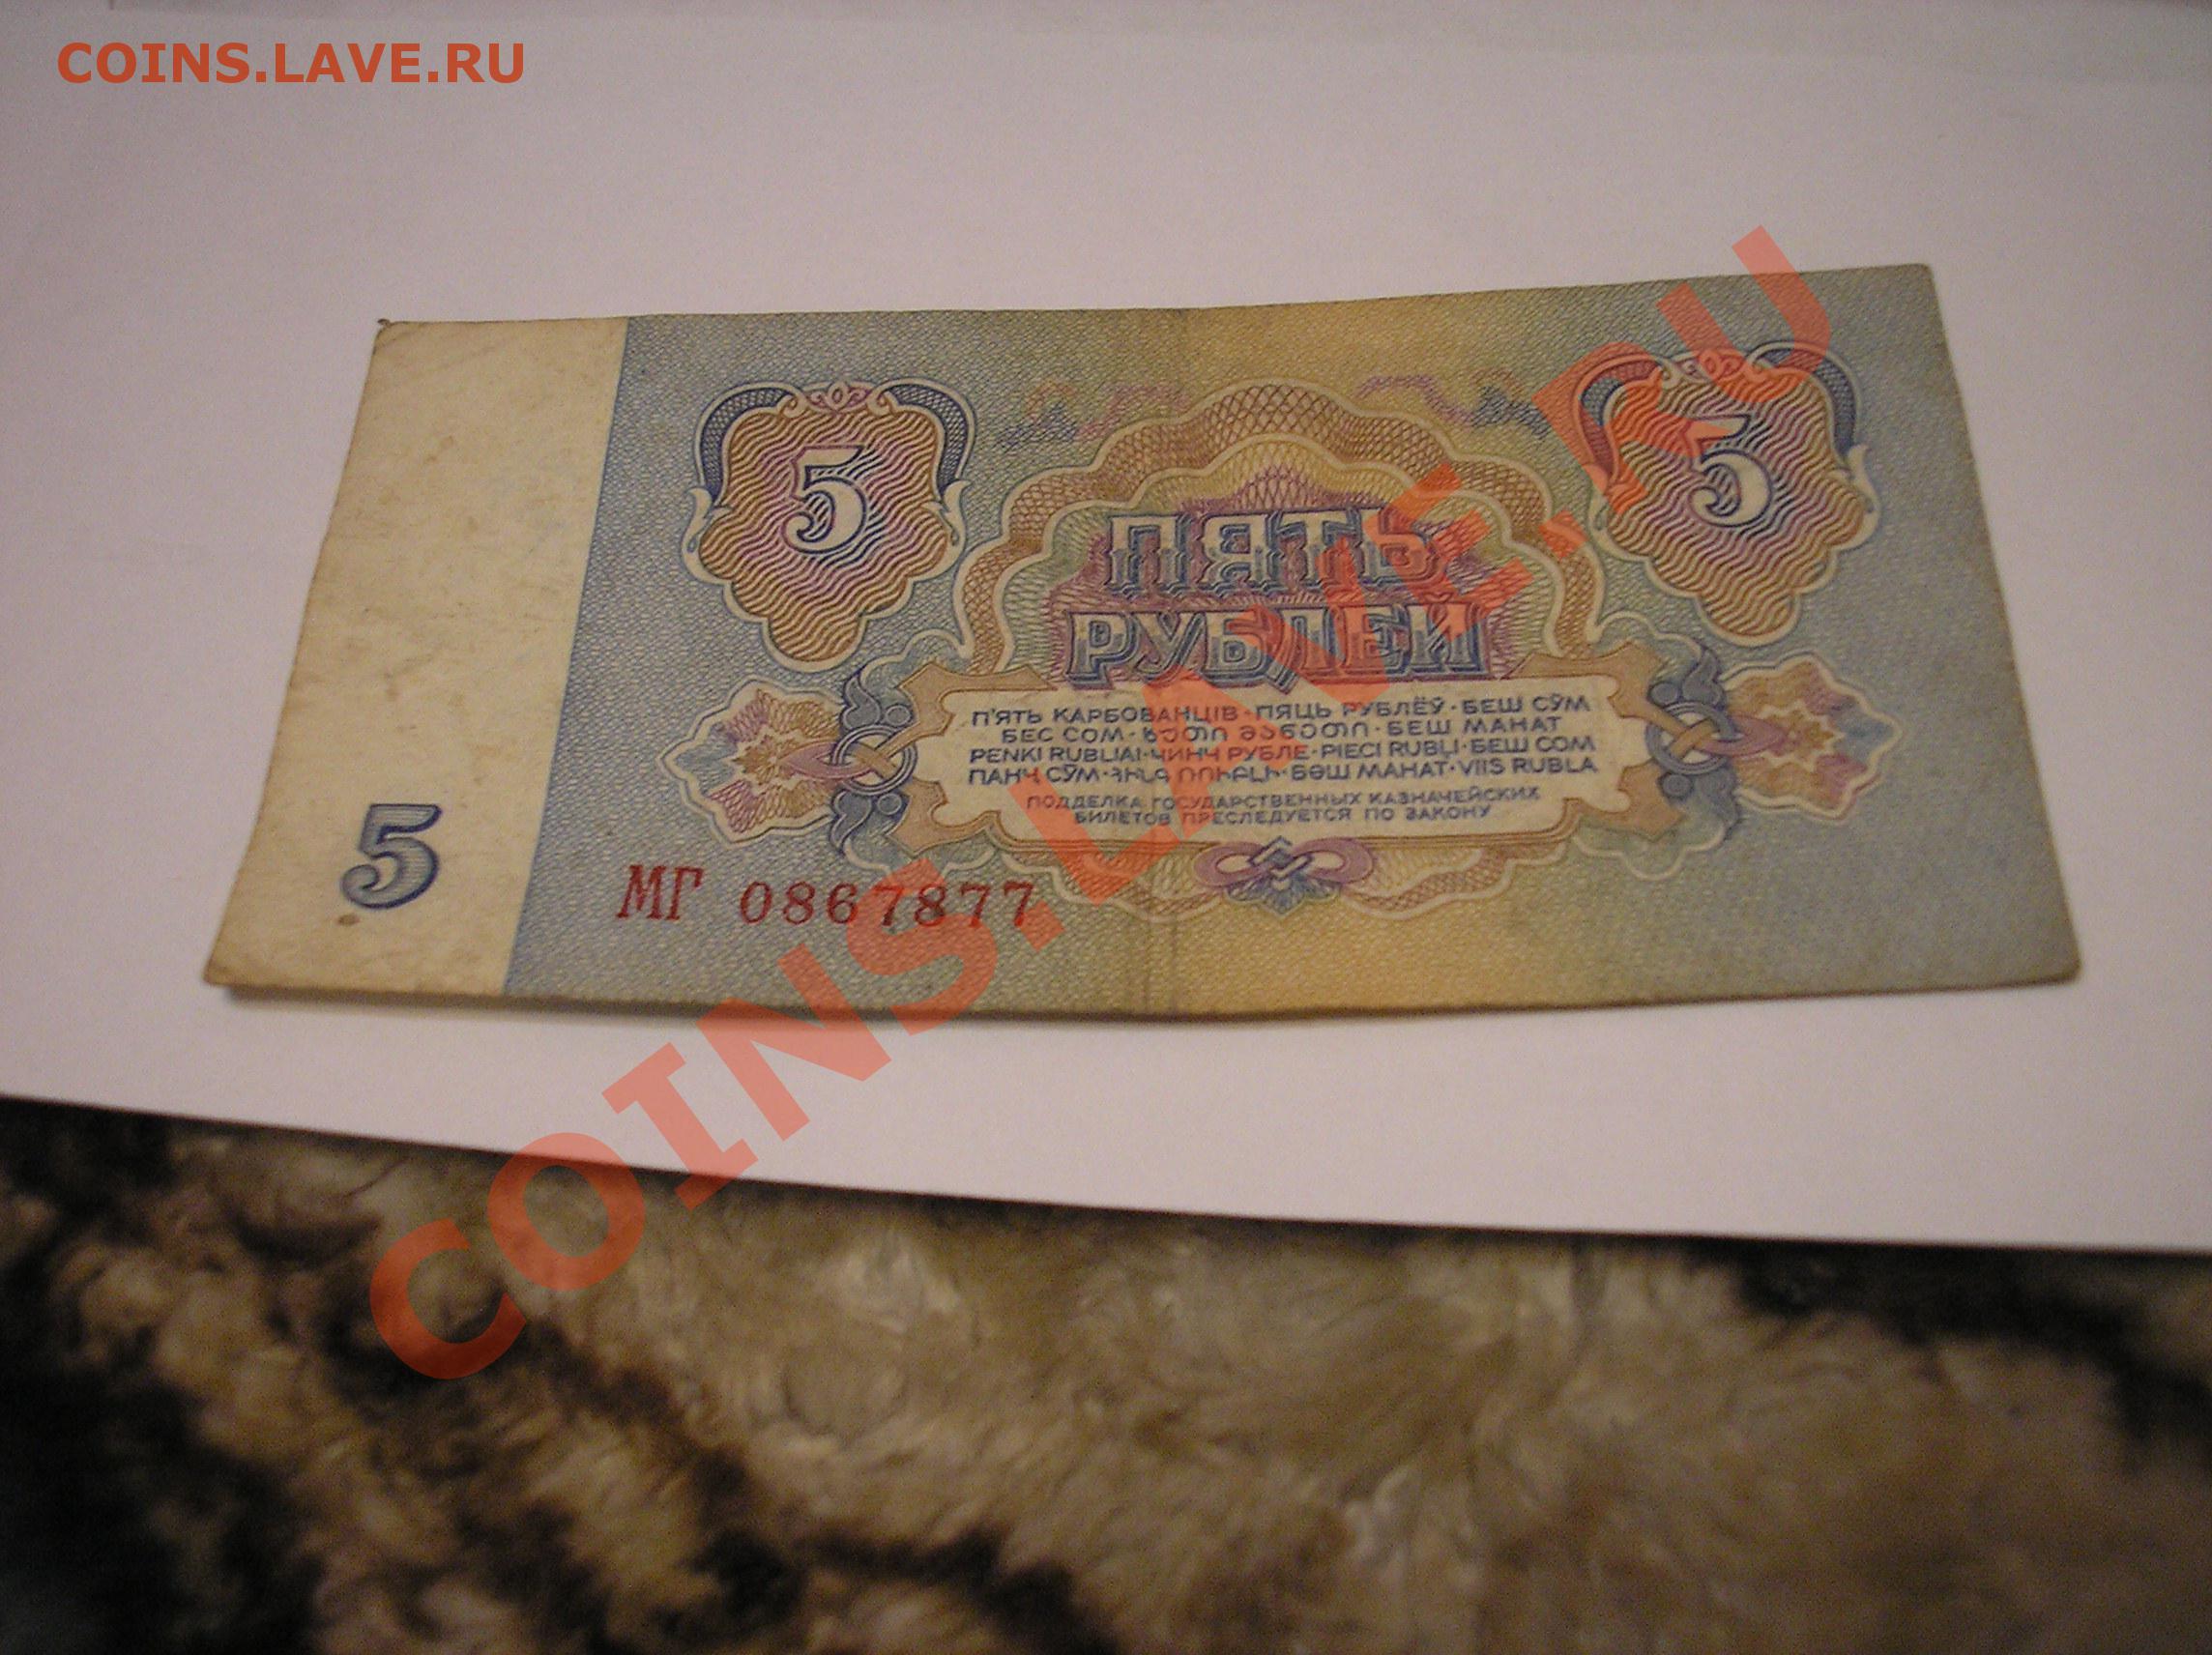 COINS.LAVE.RU
5
5
ПЯТЬ
РУБЛЕЙ
П'ЯТЬ КАРБОВАНЦІВ · ПЯЦЬ РУБЛЁЎ · БЕШ СЎМ
БЕС СОМ · ხუთი მანეთი · БЕШ МАНАТ
PENKI RUBLIAI · ЧИНЧ РУБЛЕ · PIECI RUBĻI · БЕШ СОМ
ПАНҶ СӮМ · ՀԻՆԳ ՌՈՒԲԼԻ · БӘШ МАНАТ · VIIS RUBLA
ПОДДЕЛКА ГОСУДАРСТВЕННЫХ КАЗНАЧЕЙСКИХ
БИЛЕТОВ ПРЕСЛЕДУЕТСЯ ПО ЗАКОНУ
5
МГ 0867877
COINS.LAVE.RU